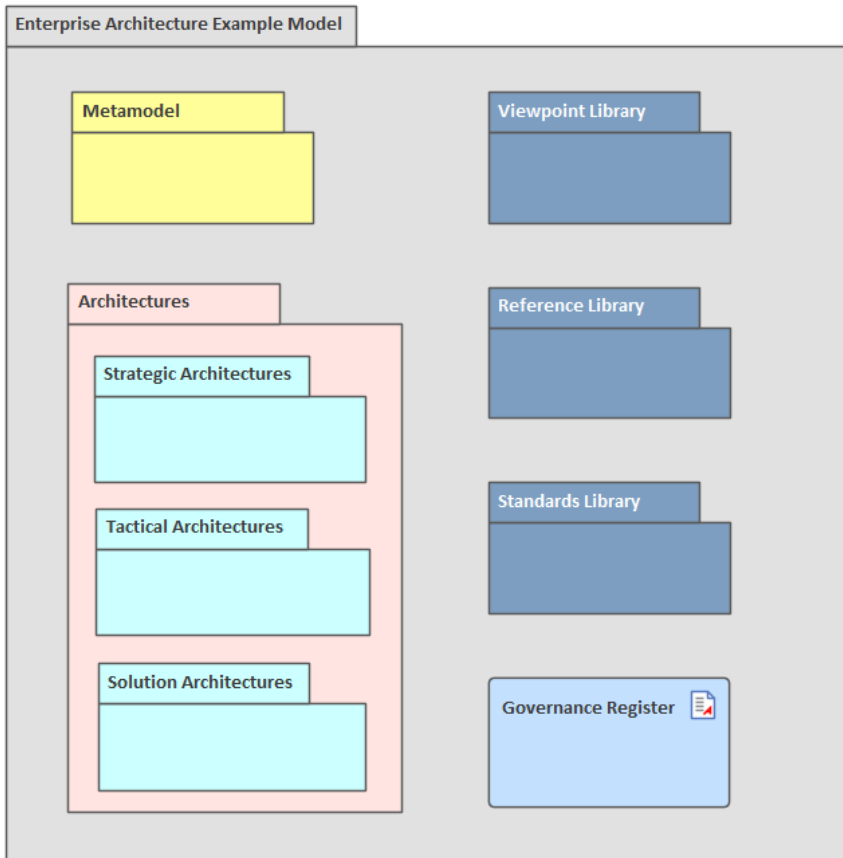 Enterprise Architecture Example Model
Metamodel
Viewpoint Library
Architectures
Reference Library
Strategic Architectures
Standards Library
Tactical Architectures
Solution Architectures
Governance Register